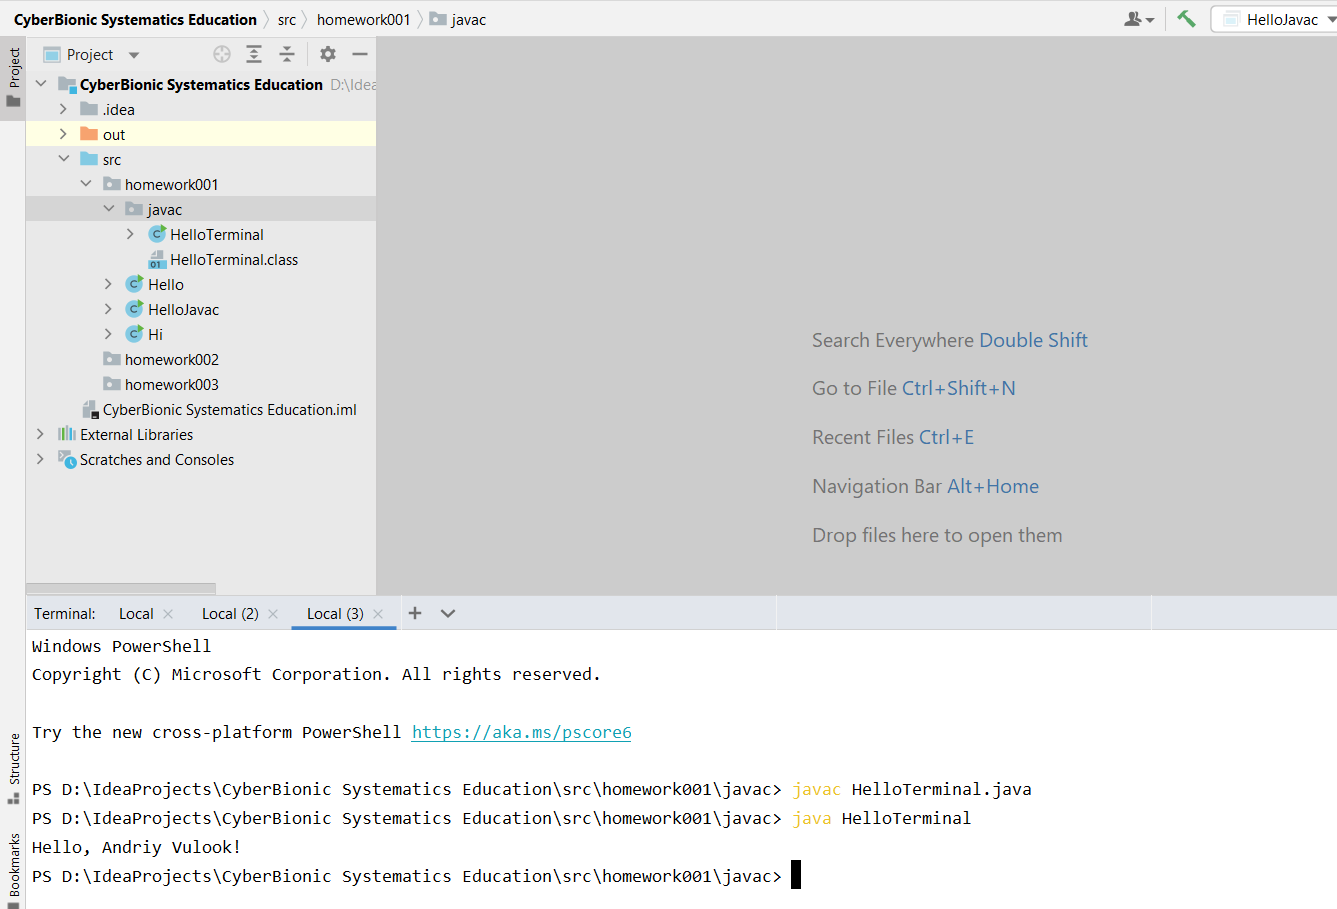 CyberBionic Systematics Education src homework001 javac HelloJavac
Project
Project
CyberBionic Systematics Education D:\Idea
.idea
out
src
homework001
javac
HelloTerminal
HelloTerminal.class
Hello
HelloJavac
Hi
homework002
homework003
CyberBionic Systematics Education.iml
External Libraries
Scratches and Consoles
Search Everywhere Double Shift
Go to File Ctrl+Shift+N
Recent Files Ctrl+E
Navigation Bar Alt+Home
Drop files here to open them
Terminal: Local Local (2) Local (3)
Windows PowerShell
Copyright (C) Microsoft Corporation. All rights reserved.
Try the new cross-platform PowerShell https://aka.ms/pscore6
PS D:\IdeaProjects\CyberBionic Systematics Education\src\homework001\javac> javac HelloTerminal.java
PS D:\IdeaProjects\CyberBionic Systematics Education\src\homework001\javac> java HelloTerminal
Hello, Andriy Vulook!
PS D:\IdeaProjects\CyberBionic Systematics Education\src\homework001\javac>
Structure
Bookmarks